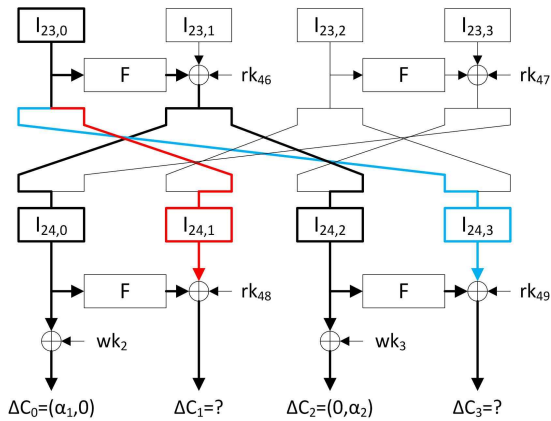 I23,0 I23,1 I23,2 I23,3
F rk46 F rk47
I24,0 I24,1 I24,2 I24,3
F rk48 F rk49
wk2 wk3
ΔC0=(α1,0) ΔC1=? ΔC2=(0,α2) ΔC3=?